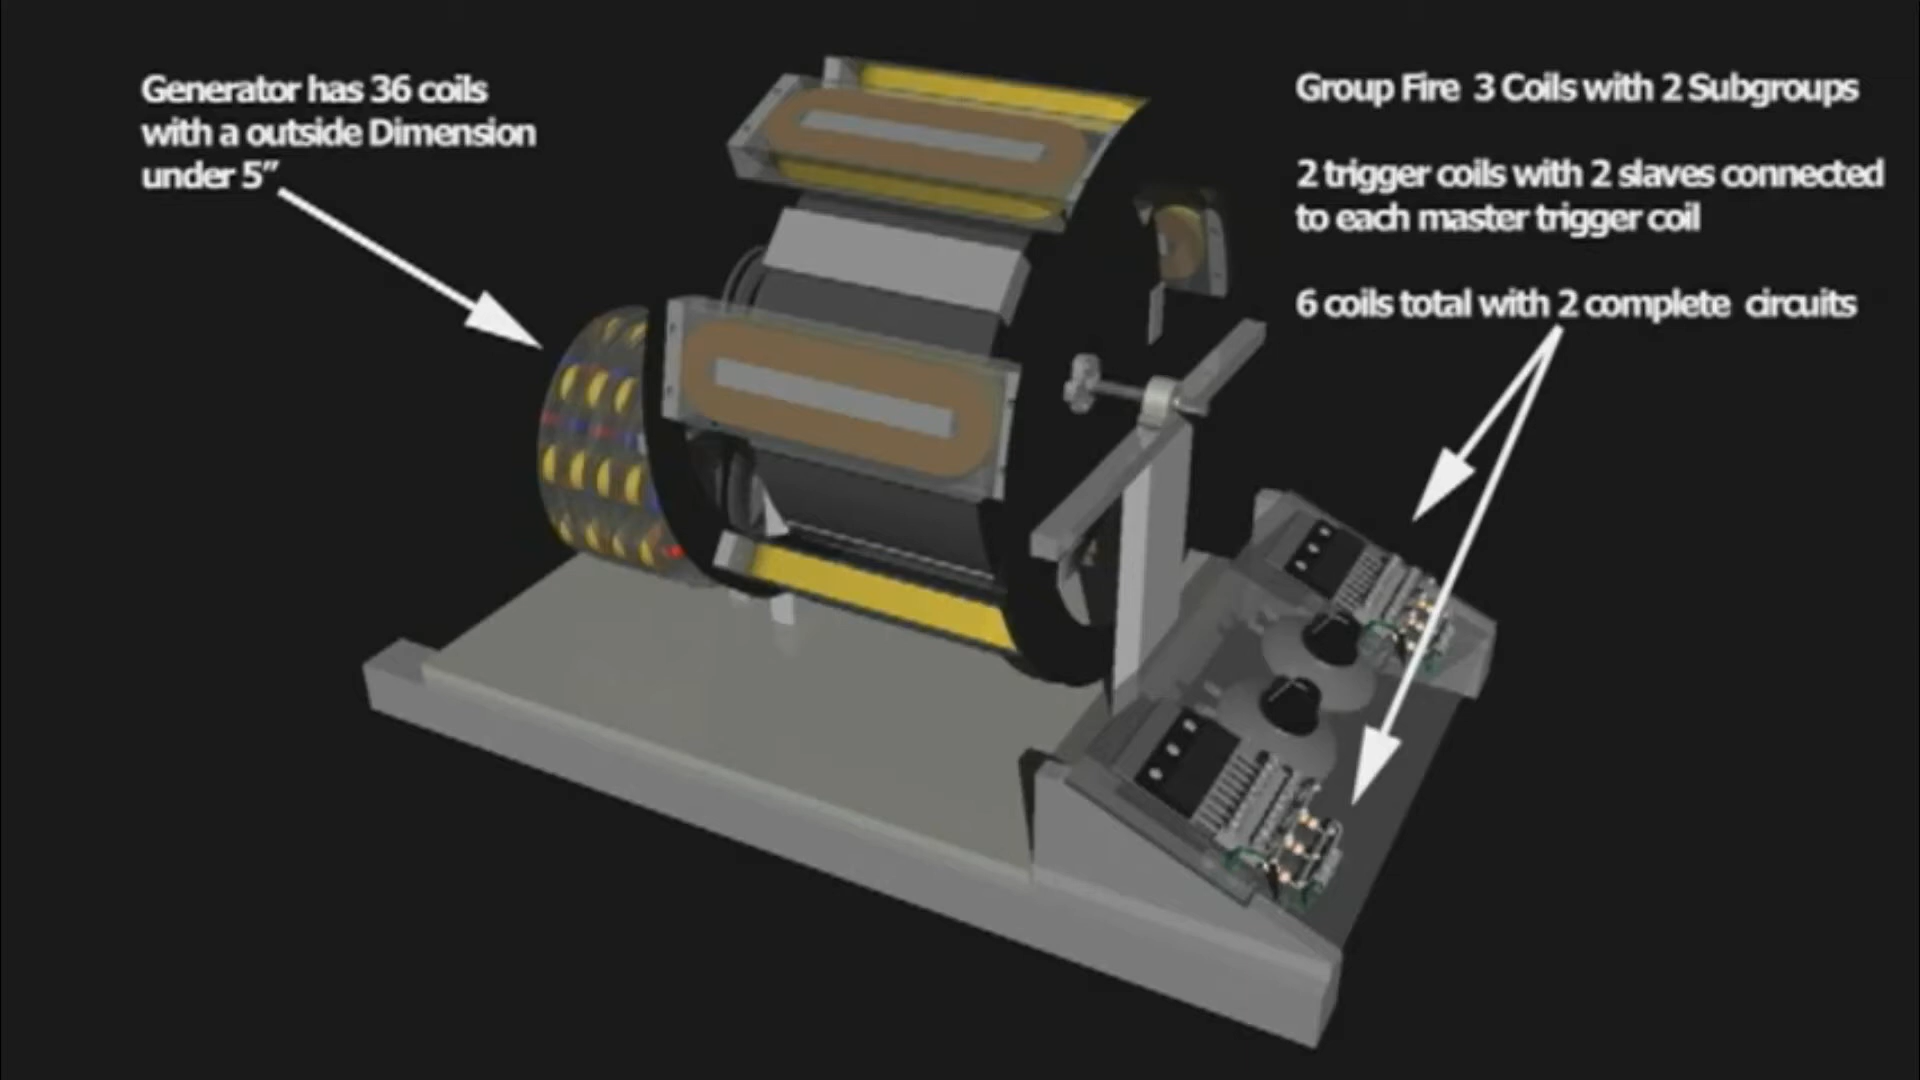 Generator has 36 coils
with a outside Dimension
under 5"
Group Fire 3 Coils with 2 Subgroups
2 trigger coils with 2 slaves connected
to each master trigger coil
6 coils total with 2 complete circuits